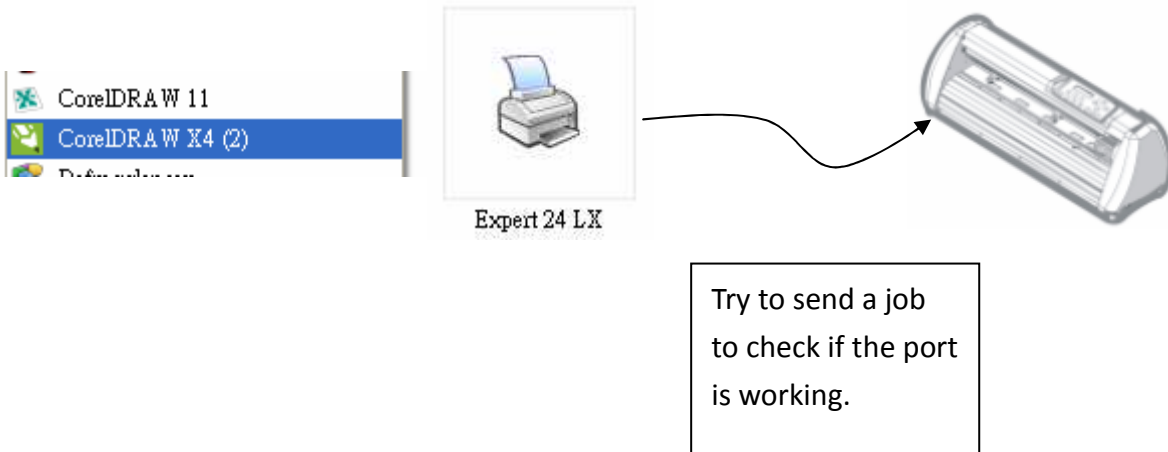 CorelDRAW 11
CorelDRAW X4 (2)
Expert 24 LX
Try to send a job
to check if the port
is working.